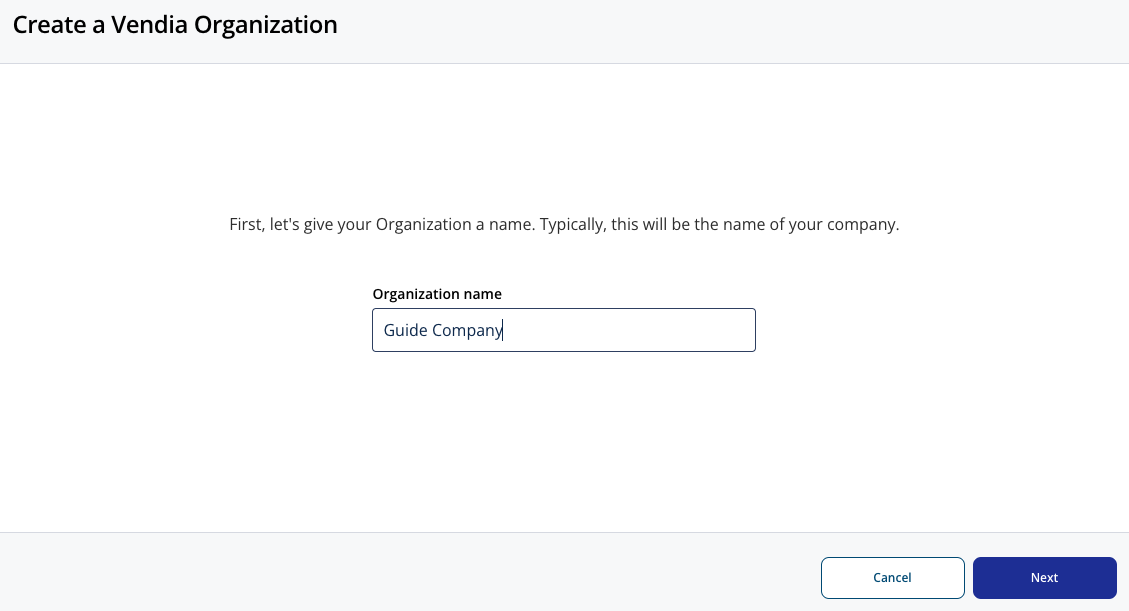 Create a Vendia Organization
First, let's give your Organization a name. Typically, this will be the name of your company.
Organization name
Guide Company
Cancel
Next